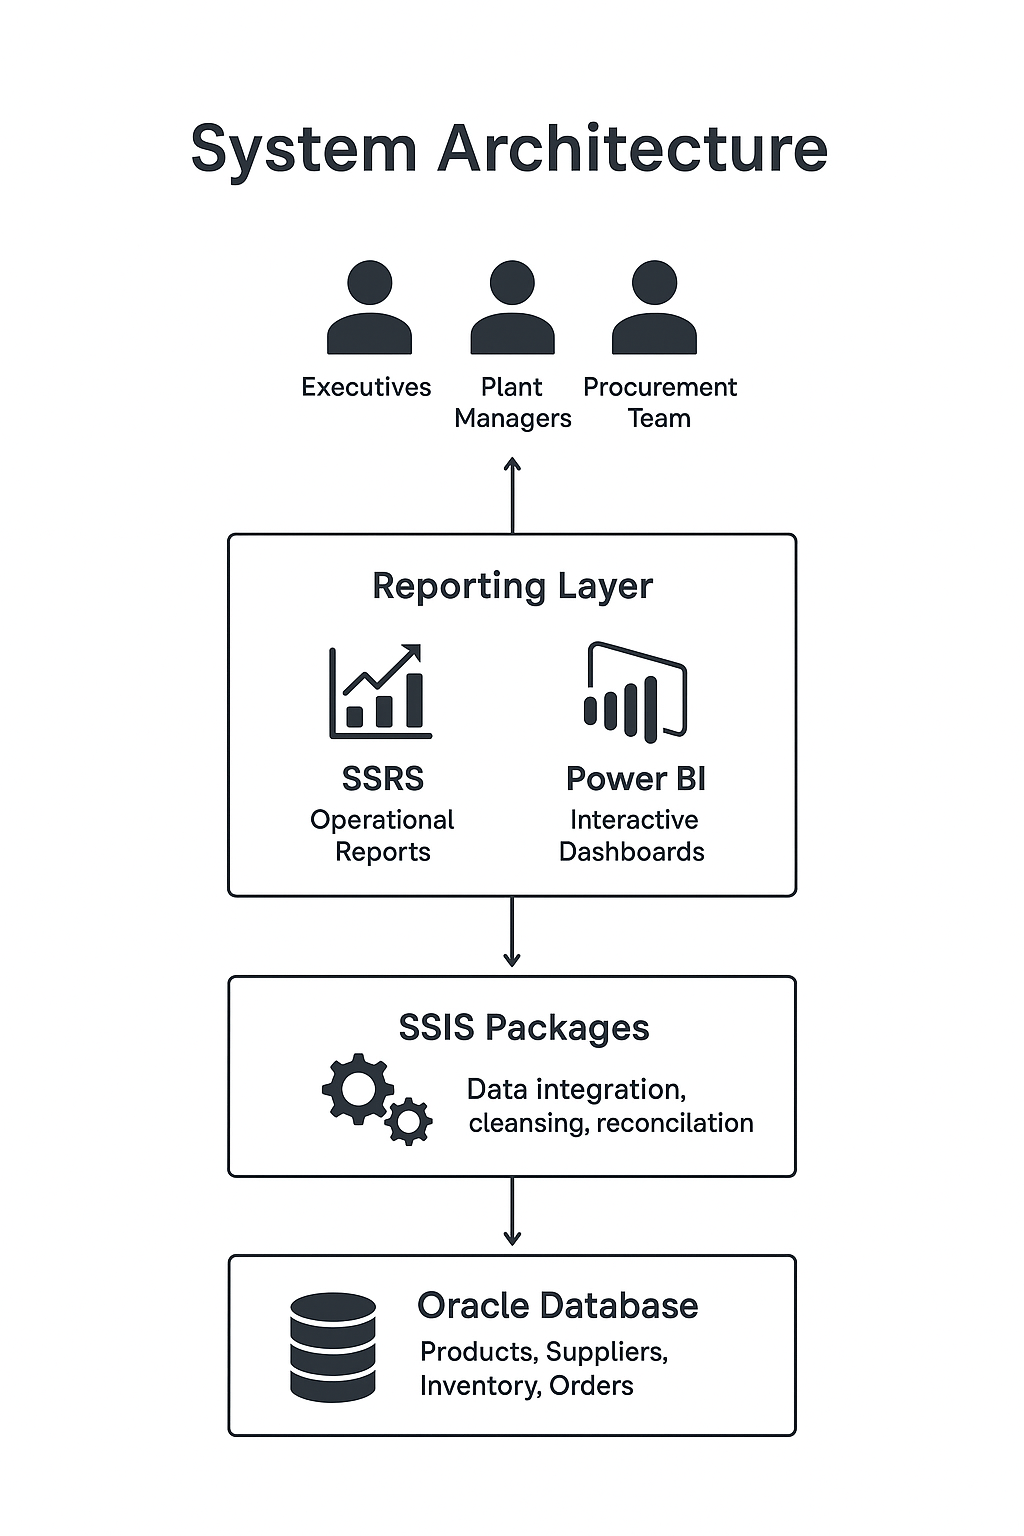 System Architecture
Executives
Plant
Managers
Procurement
Team
Reporting Layer
SSRS
Operational
Reports
Power BI
Interactive
Dashboards
SSIS Packages
Data integration,
cleansing, reconcilation
Oracle Database
Products, Suppliers,
Inventory, Orders